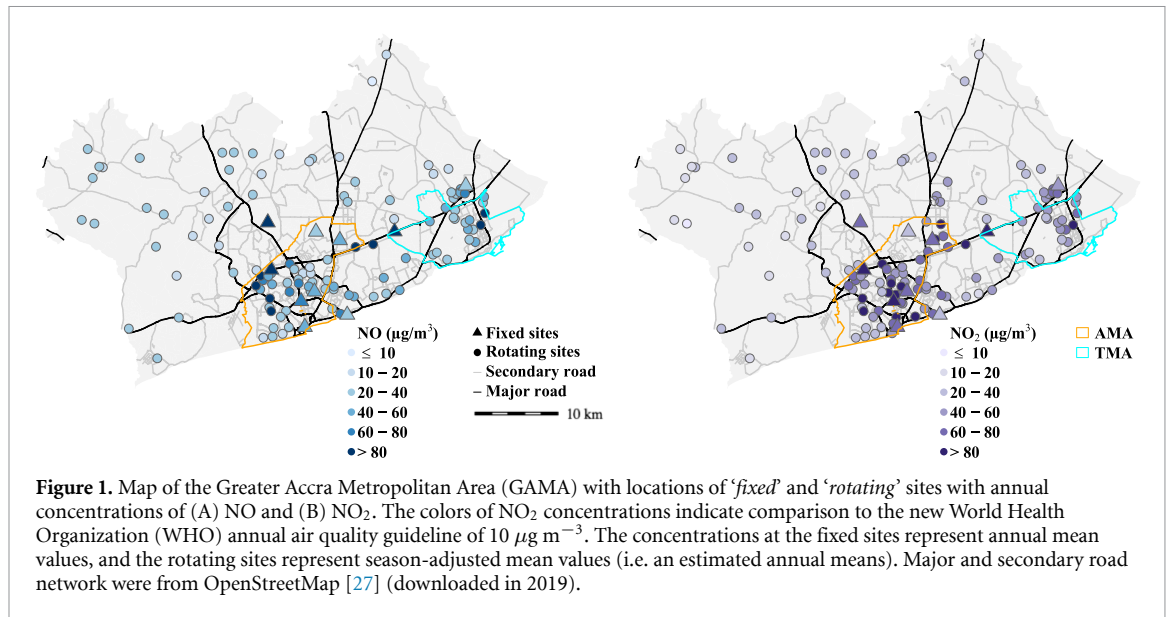 NO (μg/m³)
≤ 10
10 – 20
20 – 40
40 – 60
60 – 80
> 80
Fixed sites
Rotating sites
Secondary road
Major road
10 km
NO₂ (μg/m³)
≤ 10
10 – 20
20 – 40
40 – 60
60 – 80
> 80
AMA
TMA
Figure 1. Map of the Greater Accra Metropolitan Area (GAMA) with locations of ‘fixed’ and ‘rotating’ sites with annual
concentrations of (A) NO and (B) NO₂. The colors of NO₂ concentrations indicate comparison to the new World Health
Organization (WHO) annual air quality guideline of 10 μg m⁻³. The concentrations at the fixed sites represent annual mean
values, and the rotating sites represent season-adjusted mean values (i.e. an estimated annual means). Major and secondary road
network were from OpenStreetMap [27] (downloaded in 2019).